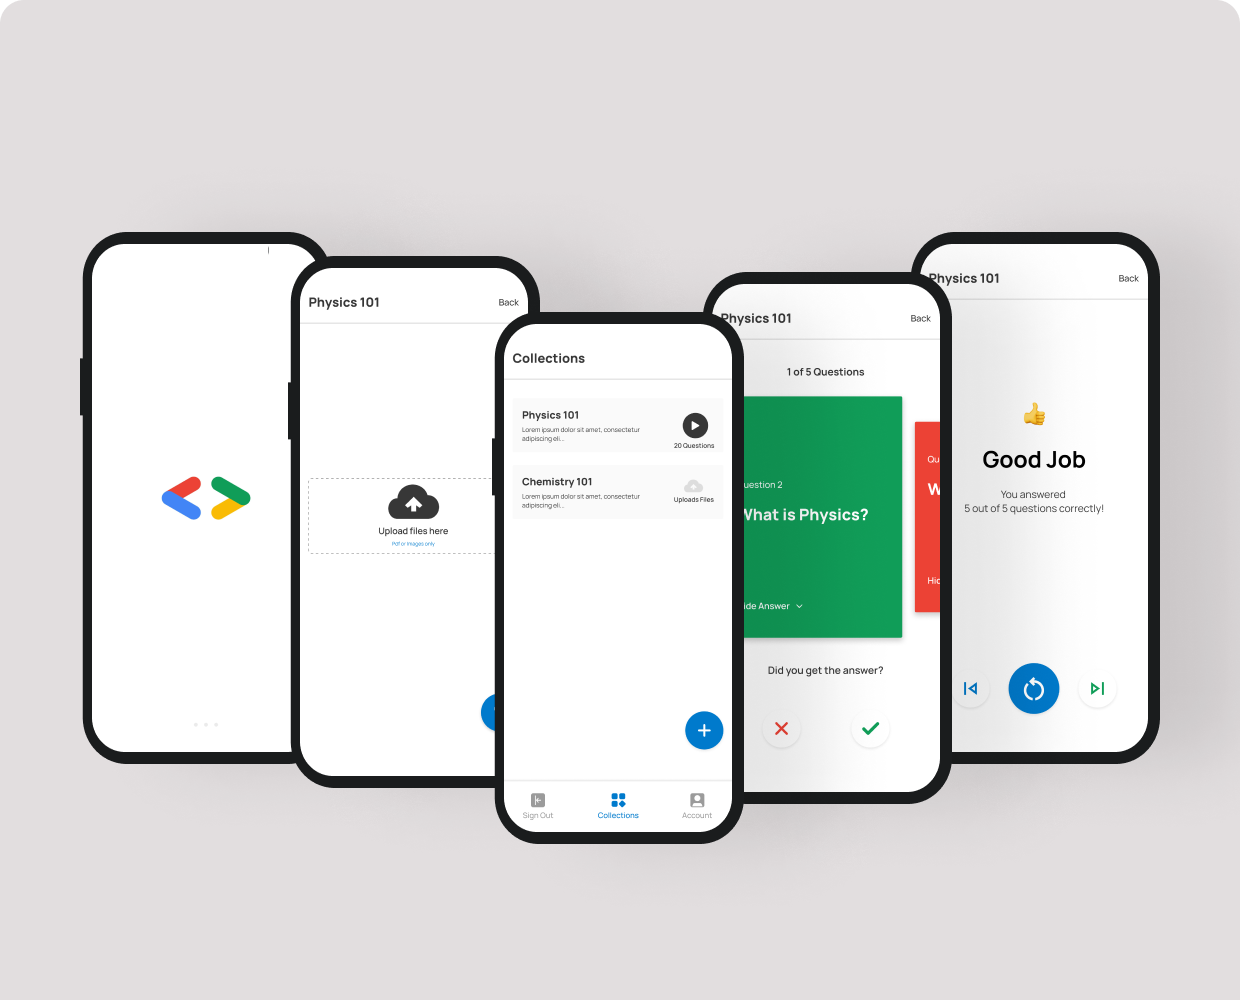 Physics 101
Back
Upload files here
Pdf or Images only
Collections
Physics 101
Lorem ipsum dolor sit amet, consectetur
adipiscing eli...
20 Questions
Chemistry 101
Lorem ipsum dolor sit amet, consectetur
adipiscing eli...
Uploads Files
Sign Out
Collections
Account
Physics 101
Back
1 of 5 Questions
uestion 2
What is Physics?
ide Answer
Qu
W
Hid
Did you get the answer?
Physics 101
Back
Good Job
You answered
5 out of 5 questions correctly!